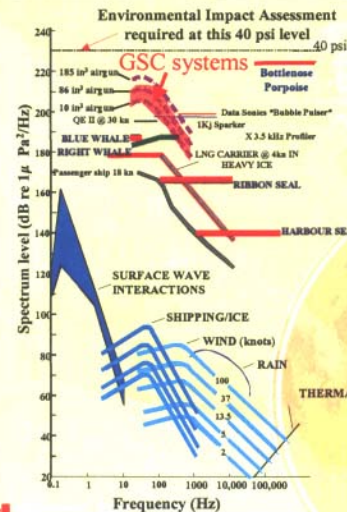 Environmental Impact Assessment
required at this 40 psi level
40 psi
240
220
200
180
160
140
120
100
80
60
40
20
Spectrum level (dB re 1µ Pa²/Hz)
GSC systems
185 in³ airgun
86 in³ airgun
10 in³ airgun
QE II @ 30 kn
BLUE WHALE
RIGHT WHALE
Passenger ship 18 kn
Bottlenose
Porpoise
Data Sonics "Bubble Pulser"
1Kj Sparker
X 3.5 kHz Profiler
LNG CARRIER @ 4kn IN
HEAVY ICE
RIBBON SEAL
HARBOUR SE
SURFACE WAVE
INTERACTIONS
SHIPPING/ICE
WIND (knots)
RAIN
THERMA
100
37
13.5
5
2
0.1 1 10 100 1000 10,000 100,000
Frequency (Hz)